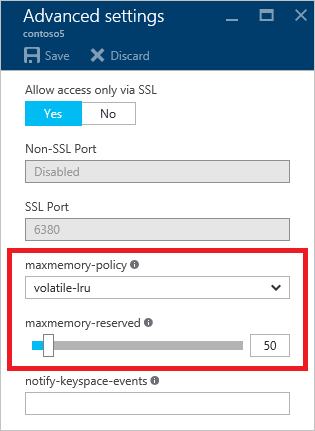 Advanced settings
contoso5
Save Discard
Allow access only via SSL
Yes No
Non-SSL Port
Disabled
SSL Port
6380
maxmemory-policy
volatile-lru
maxmemory-reserved
50
notify-keyspace-events